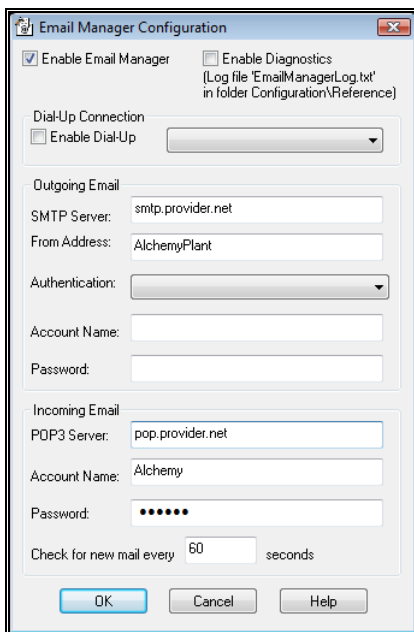 Email Manager Configuration
Enable Email Manager
Enable Diagnostics
(Log file 'EmailManagerLog.txt'
in folder Configuration\Reference)
Dial-Up Connection
Enable Dial-Up
Outgoing Email
SMTP Server: smtp.provider.net
From Address: AlchemyPlant
Authentication:
Account Name:
Password:
Incoming Email
POP3 Server: pop.provider.net
Account Name: Alchemy
Password: ●●●●●●
Check for new mail every 60 seconds
OK Cancel Help